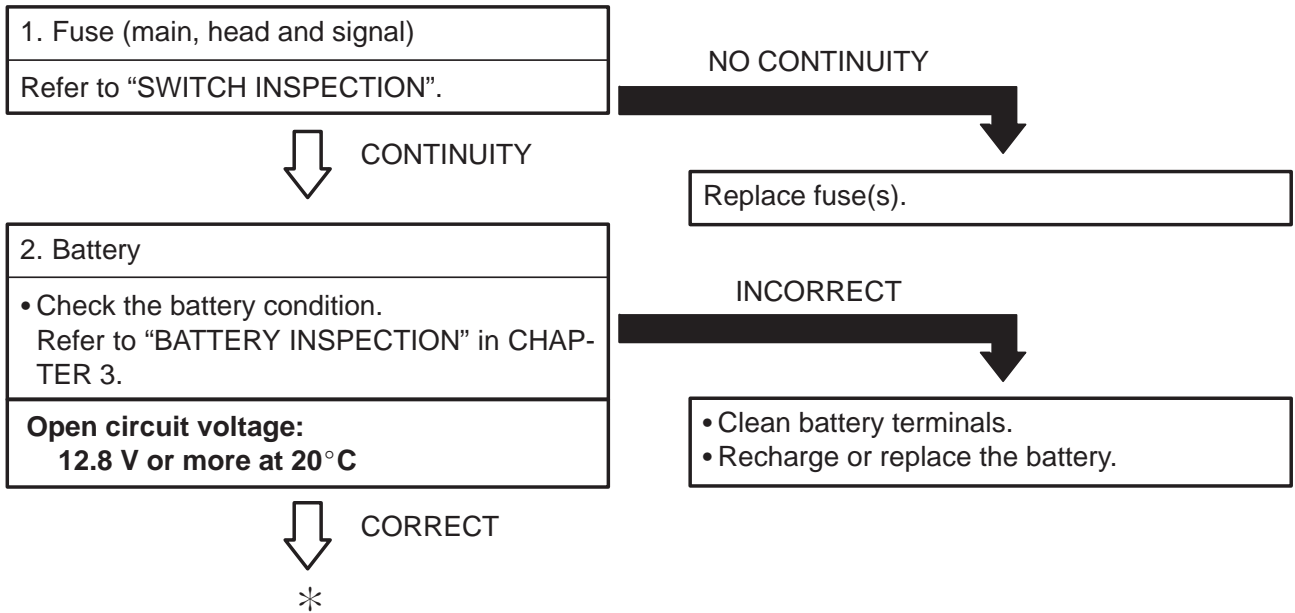 1. Fuse (main, head and signal)
Refer to “SWITCH INSPECTION”.
NO CONTINUITY
CONTINUITY
Replace fuse(s).
2. Battery
• Check the battery condition.
Refer to “BATTERY INSPECTION” in CHAP-
TER 3.
INCORRECT
Open circuit voltage:
12.8 V or more at 20°C
• Clean battery terminals.
• Recharge or replace the battery.
CORRECT
*